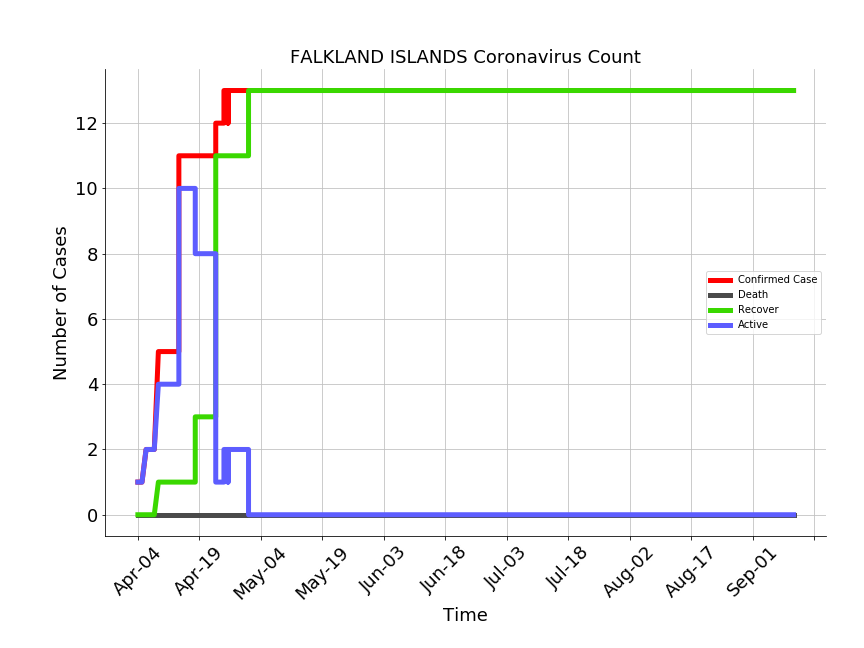 FALKLAND ISLANDS Coronavirus Count
Number of Cases
12
10
8
6
4
2
0
Confirmed Case
Death
Recover
Active
Apr-04
Apr-19
May-04
May-19
Jun-03
Jun-18
Jul-03
Jul-18
Aug-02
Aug-17
Sep-01
Time